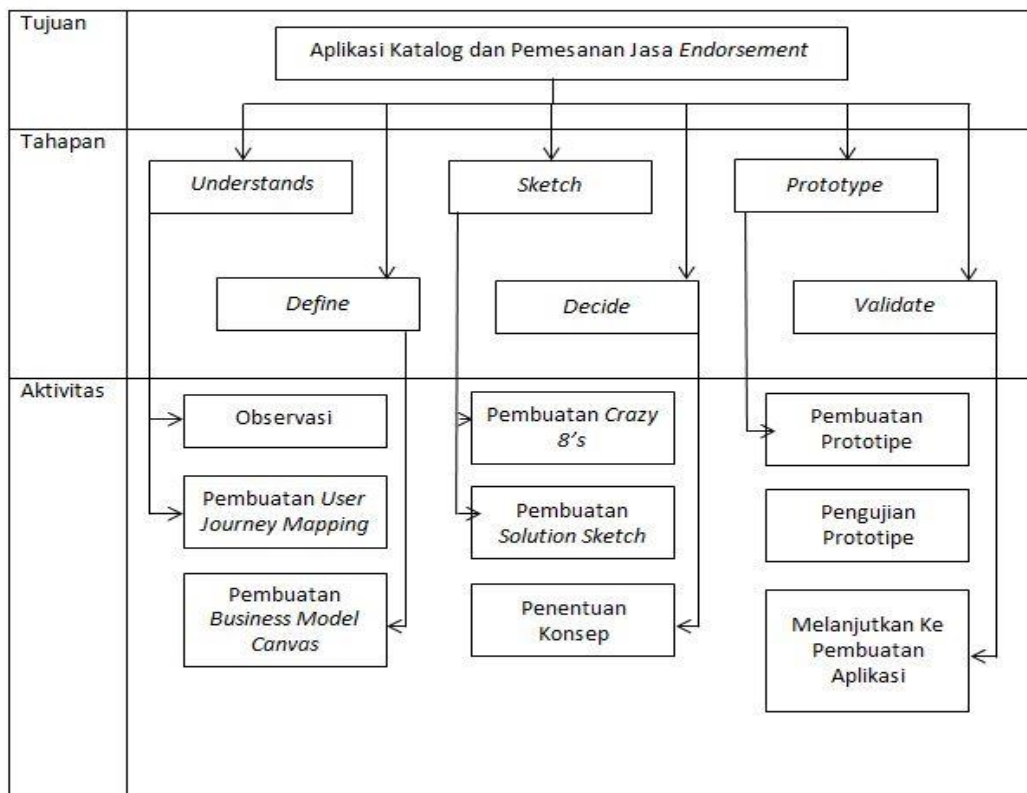 Tujuan
Aplikasi Katalog dan Pemesanan Jasa Endorsement
Tahapan
Understands
Sketch
Prototype
Define
Decide
Validate
Aktivitas
Observasi
Pembuatan Crazy
8's
Pembuatan
Prototipe
Pembuatan User
Journey Mapping
Pembuatan
Solution Sketch
Pengujian
Prototipe
Pembuatan
Business Model
Canvas
Penentuan
Konsep
Melanjutkan Ke
Pembuatan
Aplikasi